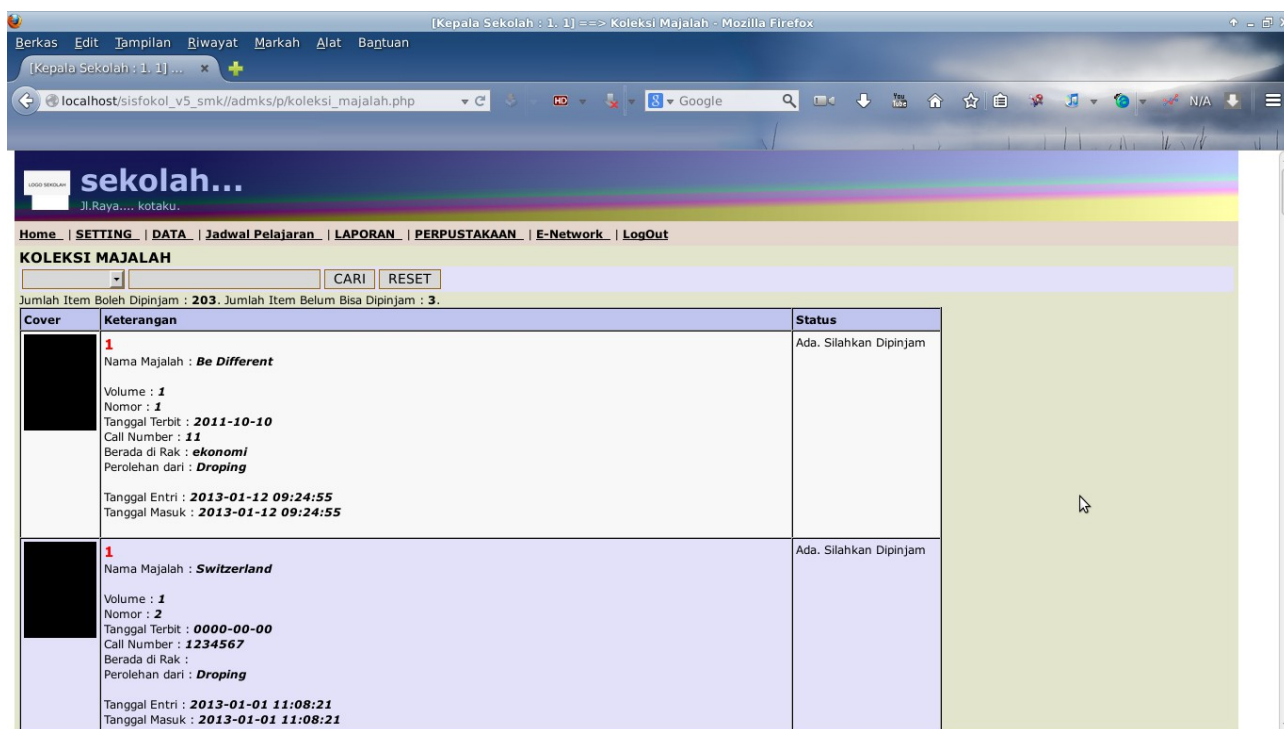 [Kepala Sekolah : 1. 1] ==> Koleksi Majalah - Mozilla Firefox
Berkas Edit Tampilan Riwayat Markah Alat Bantuan
[Kepala Sekolah : 1. 1] ...
localhost/sisfokol_v5_smk//admks/p/koleksi_majalah.php HD 8 Google You Tube N/A
LOGO SEKOLAH
sekolah...
Jl.Raya.... kotaku.
Home | SETTING | DATA | Jadwal Pelajaran | LAPORAN | PERPUSTAKAAN | E-Network | LogOut
KOLEKSI MAJALAH
CARI RESET
Jumlah Item Boleh Dipinjam : 203. Jumlah Item Belum Bisa Dipinjam : 3.
Cover Keterangan Status
1 Ada. Silahkan Dipinjam
Nama Majalah : Be Different
Volume : 1
Nomor : 1
Tanggal Terbit : 2011-10-10
Call Number : 11
Berada di Rak : ekonomi
Perolehan dari : Droping
Tanggal Entri : 2013-01-12 09:24:55
Tanggal Masuk : 2013-01-12 09:24:55
1 Ada. Silahkan Dipinjam
Nama Majalah : Switzerland
Volume : 1
Nomor : 2
Tanggal Terbit : 0000-00-00
Call Number : 1234567
Berada di Rak :
Perolehan dari : Droping
Tanggal Entri : 2013-01-01 11:08:21
Tanggal Masuk : 2013-01-01 11:08:21